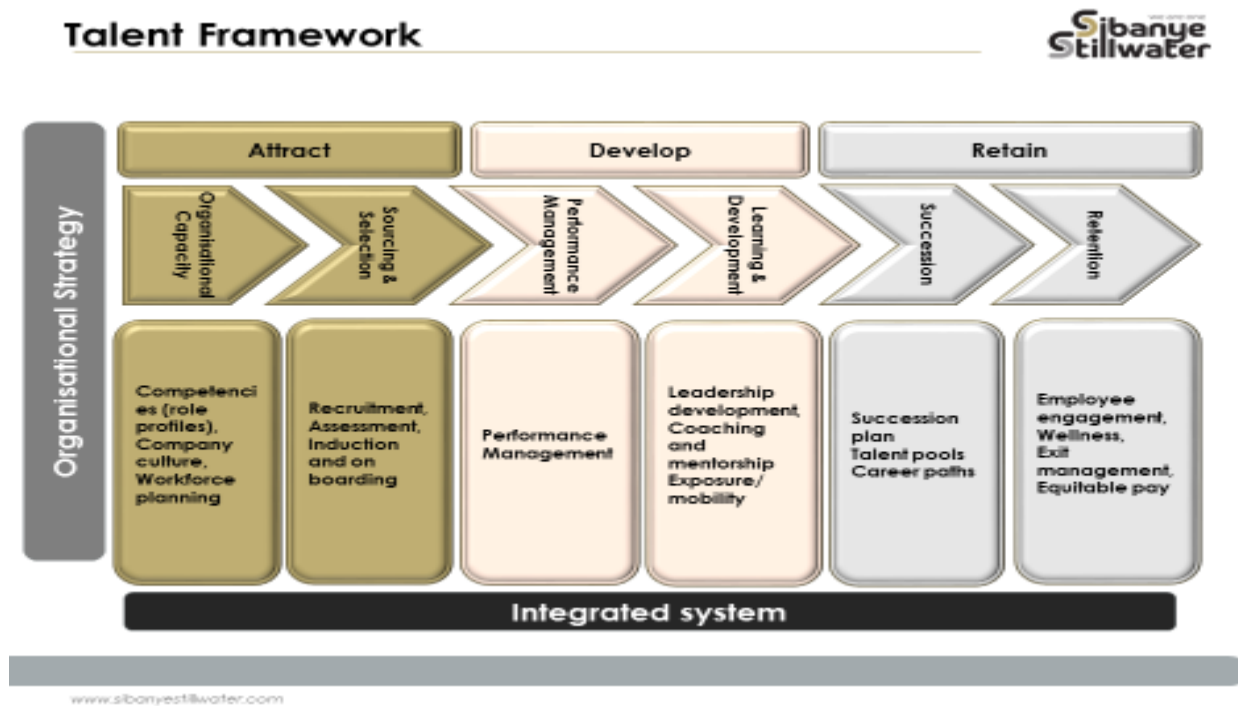 Talent Framework
WE ARE ONE
Sibanye
Stillwater
Organisational Strategy
Attract
Develop
Retain
Organisational
Capacity
Sourcing &
Selection
Performance
Management
Learning &
Development
Succession
Retention
Competenci
es (role
profiles),
Company
culture,
Workforce
planning
Recruitment,
Assessment,
Induction
and on
boarding
Performance
Management
Leadership
development,
Coaching
and
mentorship
Exposure/
mobility
Succession
plan
Talent pools
Career paths
Employee
engagement,
Wellness,
Exit
management,
Equitable pay
Integrated system
www.sibanyestillwater.com